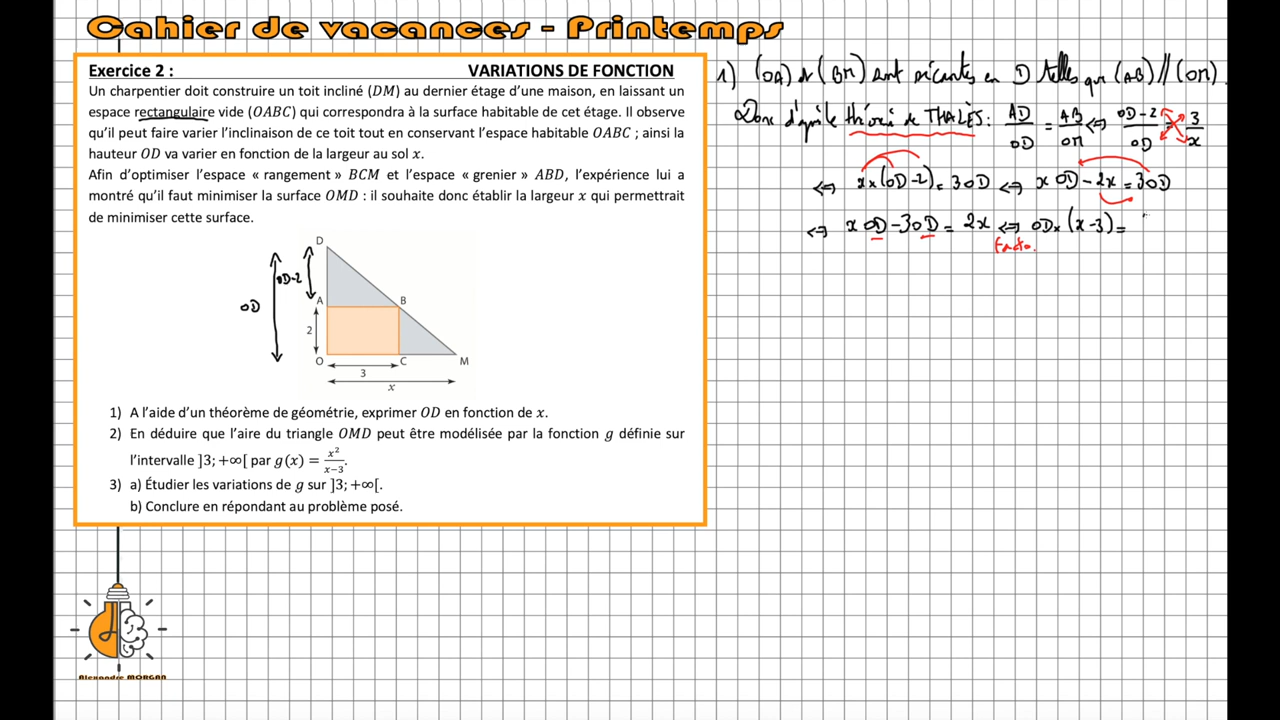 Cahier de vacances - Printemps
Exercice 2 : VARIATIONS DE FONCTION
Un charpentier doit construire un toit incliné (DM) au dernier étage d'une maison, en laissant un
espace rectangulaire vide (OABC) qui correspondra à la surface habitable de cet étage. Il observe
qu'il peut faire varier l'inclinaison de ce toit tout en conservant l'espace habitable OABC ; ainsi la
hauteur OD va varier en fonction de la largeur au sol x.
Afin d'optimiser l'espace « rangement » BCM et l'espace « grenier » ABD, l'expérience lui a
montré qu'il faut minimiser la surface OMD : il souhaite donc établir la largeur x qui permettrait
de minimiser cette surface.
D
OD-2
OD
A B
2
O C M
3
x
1) A l'aide d'un théorème de géométrie, exprimer OD en fonction de x.
2) En déduire que l'aire du triangle OMD peut être modélisée par la fonction g définie sur
l'intervalle ]3; +∞[ par g(x) = x²/(x−3).
3) a) Étudier les variations de g sur ]3; +∞[.
b) Conclure en répondant au problème posé.
Alexandre MORGAN
1) (OA) et (BM) sont sécantes en D telles que (AB) // (OM).
Donc d'après le théorème de THALÈS : AD/OD = AB/OM ⇔ OD-2/OD = 3/x
⇔ x×(OD-2) = 3OD ⇔ x OD - 2x = 3OD
⇔ x OD - 3OD = 2x ⇔ OD×(x-3) =
Facto.